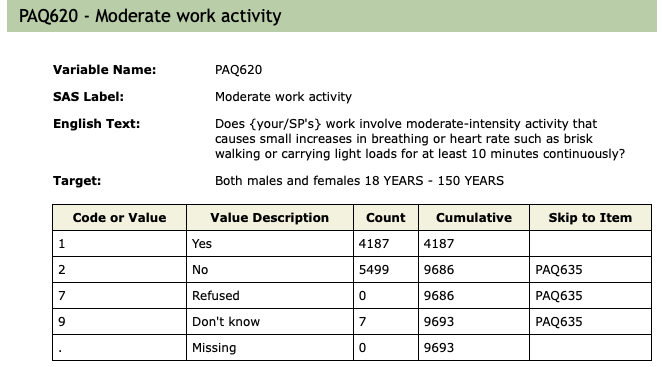 PAQ620 - Moderate work activity
Variable Name: PAQ620
SAS Label: Moderate work activity
English Text: Does {your/SP's} work involve moderate-intensity activity that
causes small increases in breathing or heart rate such as brisk
walking or carrying light loads for at least 10 minutes continuously?
Target: Both males and females 18 YEARS - 150 YEARS
Code or Value Value Description Count Cumulative Skip to Item
1 Yes 4187 4187
2 No 5499 9686 PAQ635
7 Refused 0 9686 PAQ635
9 Don't know 7 9693 PAQ635
. Missing 0 9693